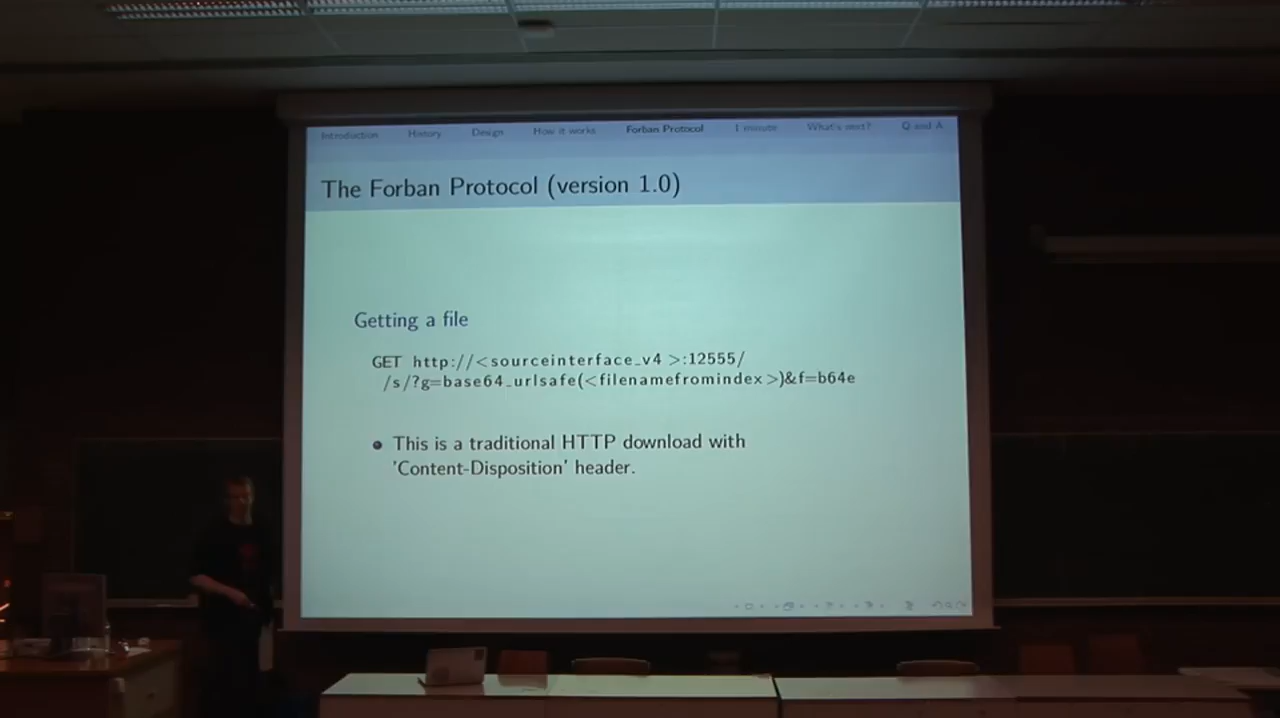 Introduction History Design How it works Forban Protocol 1 minute What's next? Q and A
The Forban Protocol (version 1.0)
Getting a file
GET http://<sourceinterface_v4 >:12555/
/s/?g=base64_urlsafe(<filenamefromindex >)&f=b64e
This is a traditional HTTP download with
'Content-Disposition' header.